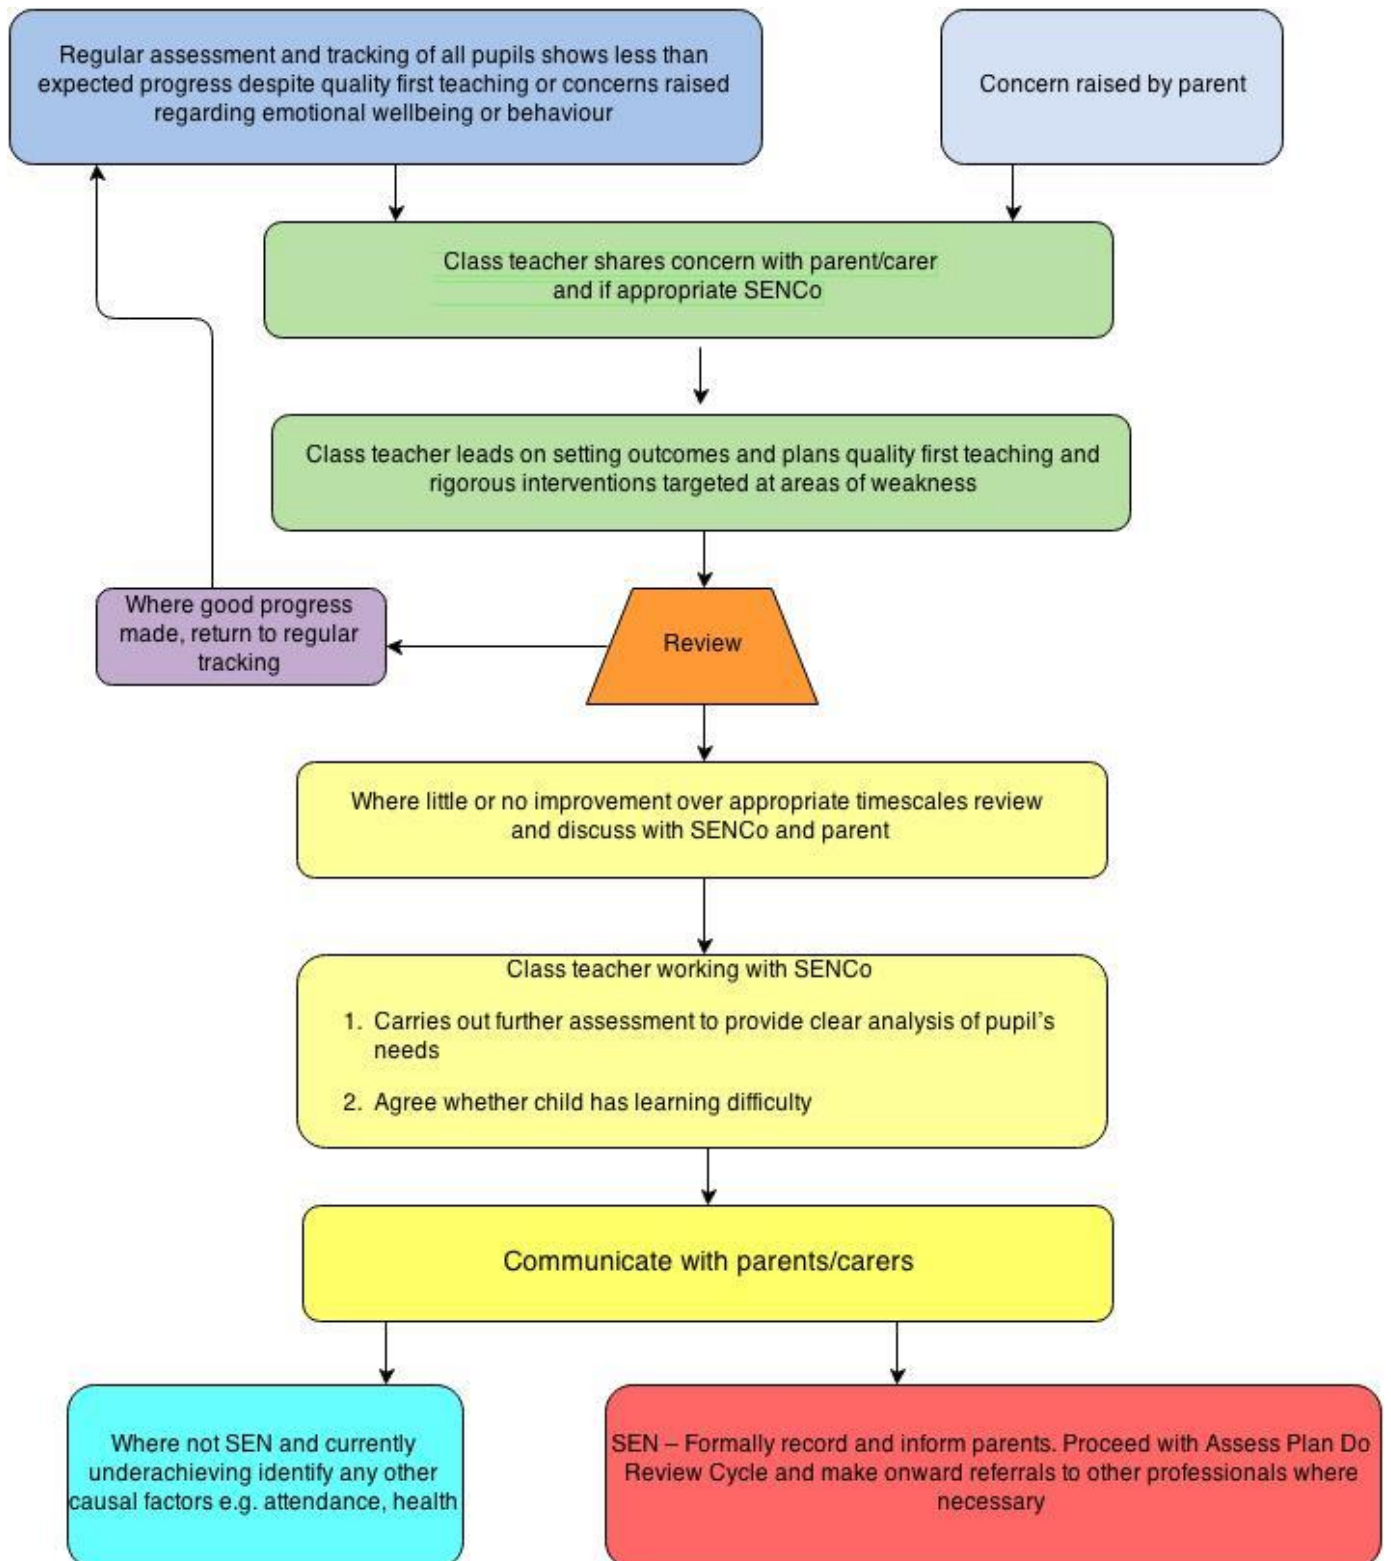 Regular assessment and tracking of all pupils shows less than
expected progress despite quality first teaching or concerns raised
regarding emotional wellbeing or behaviour
Concern raised by parent
Class teacher shares concern with parent/carer
and if appropriate SENCo
Class teacher leads on setting outcomes and plans quality first teaching and
rigorous interventions targeted at areas of weakness
Where good progress
made, return to regular
tracking
Review
Where little or no improvement over appropriate timescales review
and discuss with SENCo and parent
Class teacher working with SENCo
1. Carries out further assessment to provide clear analysis of pupil's
needs
2. Agree whether child has learning difficulty
Communicate with parents/carers
Where not SEN and currently
underachieving identify any other
causal factors e.g. attendance, health
SEN – Formally record and inform parents. Proceed with Assess Plan Do
Review Cycle and make onward referrals to other professionals where
necessary